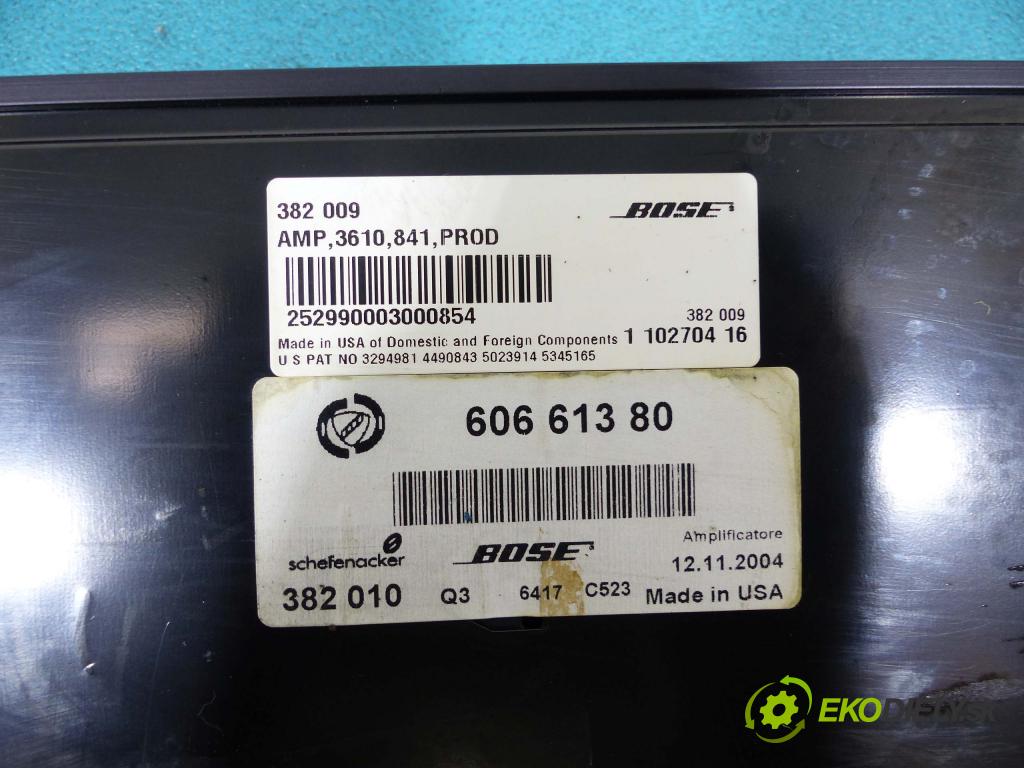 382 009
BOSE
AMP,3610,841,PROD
252990003000854
382 009
Made in USA of Domestic and Foreign Components 1 102704 16
U S PAT NO 3294981 4490843 5023914 5345165
606 613 80
schefenacker
BOSE
Amplificatore
12.11.2004
382 010 Q3 6417 C523 Made in USA